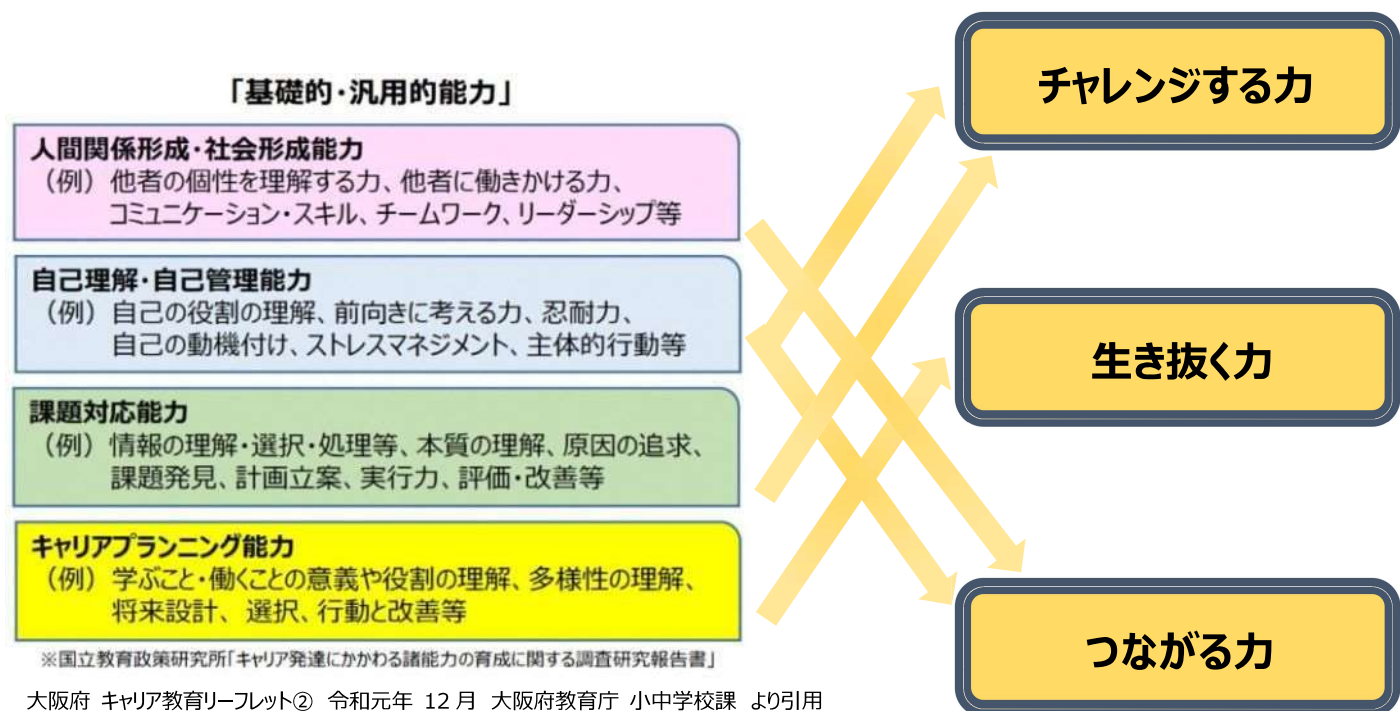 「基礎的・汎用的能力」
人間関係形成・社会形成能力
（例） 他者の個性を理解する力、他者に働きかける力、
コミュニケーション・スキル、チームワーク、リーダーシップ等
自己理解・自己管理能力
（例） 自己の役割の理解、前向きに考える力、忍耐力、
自己の動機付け、ストレスマネジメント、主体的行動等
課題対応能力
（例） 情報の理解・選択・処理等、本質の理解、原因の追求、
課題発見、計画立案、実行力、評価・改善等
キャリアプランニング能力
（例） 学ぶこと・働くことの意義や役割の理解、多様性の理解、
将来設計、選択、行動と改善等
※国立教育政策研究所「キャリア発達にかかわる諸能力の育成に関する調査研究報告書」
大阪府 キャリア教育リーフレット② 令和元年 12月 大阪府教育庁 小中学校課 より引用
チャレンジする力
生き抜く力
つながる力